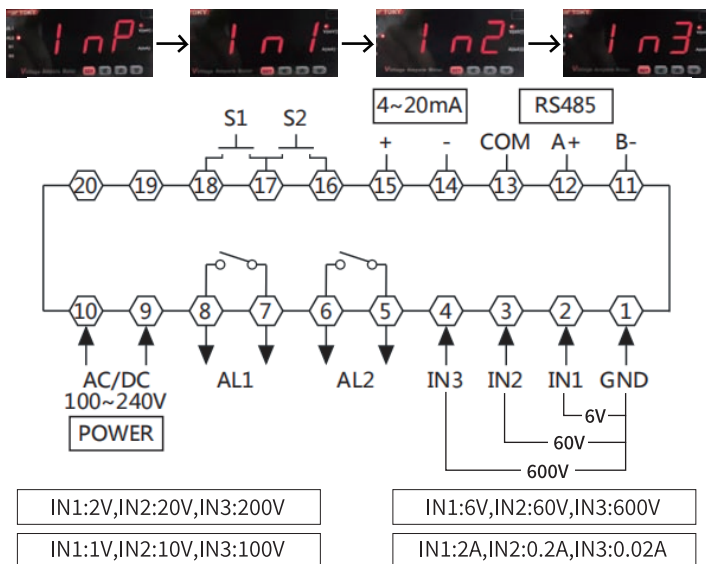 InP → In1 → In2 → In3
S1 S2 4~20mA RS485
+ - COM A+ B-
20 19 18 17 16 15 14 13 12 11
10 9 8 7 6 5 4 3 2 1
AC/DC AL1 AL2 IN3 IN2 IN1 GND
100~240V
POWER
6V
60V
600V
IN1:2V,IN2:20V,IN3:200V IN1:6V,IN2:60V,IN3:600V
IN1:1V,IN2:10V,IN3:100V IN1:2A,IN2:0.2A,IN3:0.02A